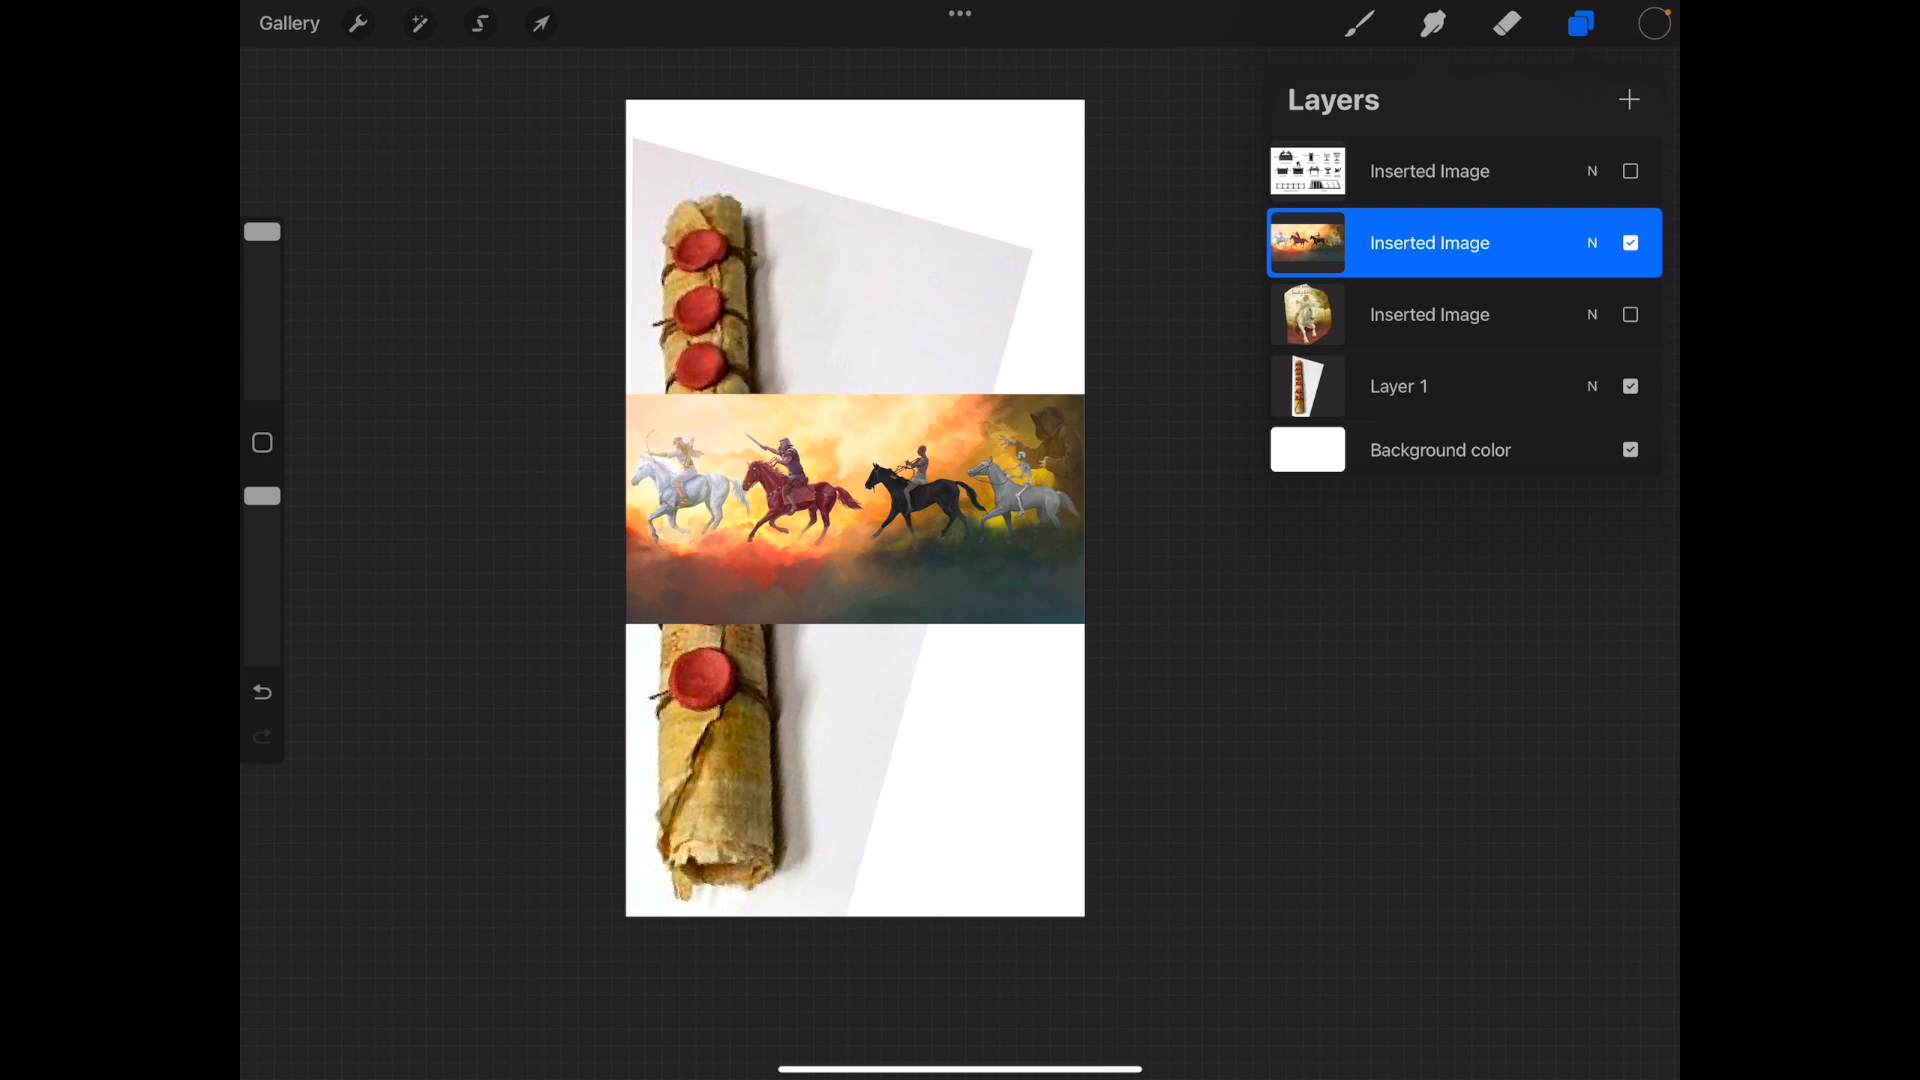 Gallery
Layers
Inserted Image N
Inserted Image N
Inserted Image N
Layer 1 N
Background color